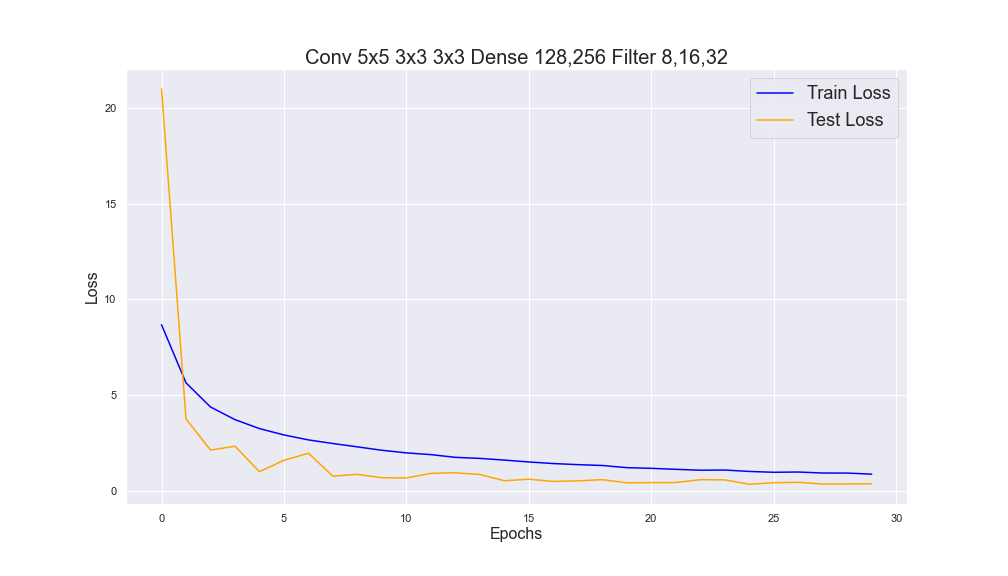 Conv 5x5 3x3 3x3 Dense 128,256 Filter 8,16,32
Train Loss
Test Loss
20
15
10
5
0
Loss
0 5 10 15 20 25 30
Epochs